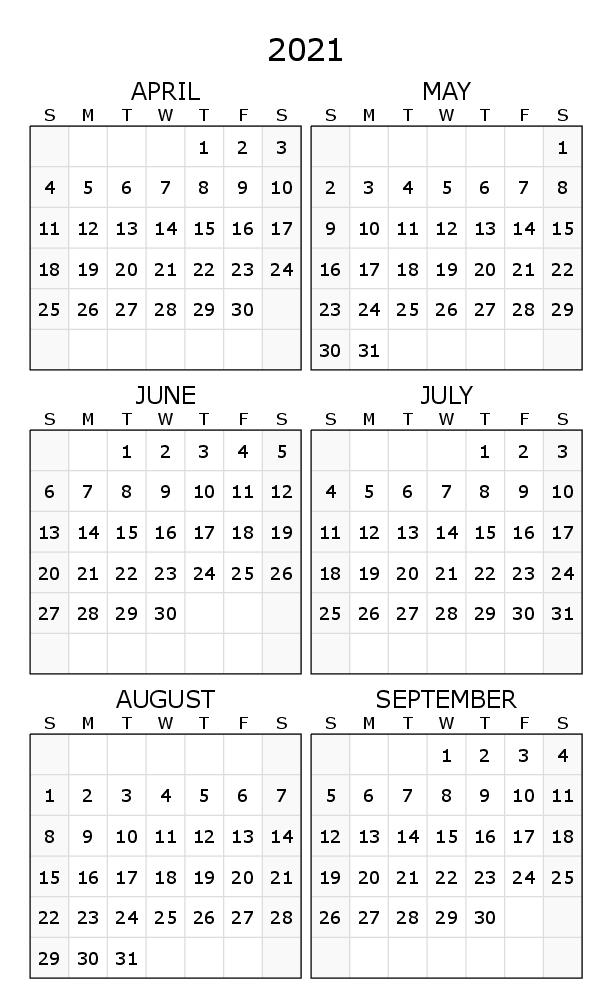 2021
APRIL
S M T W T F S
1 2 3
4 5 6 7 8 9 10
11 12 13 14 15 16 17
18 19 20 21 22 23 24
25 26 27 28 29 30
MAY
S M T W T F S
1
2 3 4 5 6 7 8
9 10 11 12 13 14 15
16 17 18 19 20 21 22
23 24 25 26 27 28 29
30 31
JUNE
S M T W T F S
1 2 3 4 5
6 7 8 9 10 11 12
13 14 15 16 17 18 19
20 21 22 23 24 25 26
27 28 29 30
JULY
S M T W T F S
1 2 3
4 5 6 7 8 9 10
11 12 13 14 15 16 17
18 19 20 21 22 23 24
25 26 27 28 29 30 31
AUGUST
S M T W T F S
1 2 3 4 5 6 7
8 9 10 11 12 13 14
15 16 17 18 19 20 21
22 23 24 25 26 27 28
29 30 31
SEPTEMBER
S M T W T F S
1 2 3 4
5 6 7 8 9 10 11
12 13 14 15 16 17 18
19 20 21 22 23 24 25
26 27 28 29 30